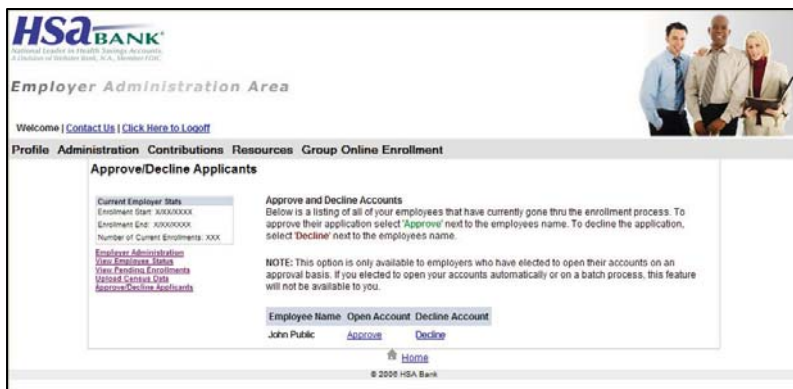 HSA BANK
National Leader in Health Savings Accounts.
A Division of Webster Bank, N.A., Member FDIC.
Employer Administration Area
Welcome | Contact Us | Click Here to Logoff
Profile Administration Contributions Resources Group Online Enrollment
Approve/Decline Applicants
Current Employer Stats
Enrollment Start: X/XX/XXXX
Enrollment End: X/XX/XXXX
Number of Current Enrollments: XXX
Employer Administration
View Employee Status
View Pending Enrollments
Upload Census Data
Approve/Decline Applicants
Approve and Decline Accounts
Below is a listing of all of your employees that have currently gone thru the enrollment process. To
approve their application select 'Approve' next to the employees name. To decline the application,
select 'Decline' next to the employees name.
NOTE: This option is only available to employers who have elected to open their accounts on an
approval basis. If you elected to open your accounts automatically or on a batch process, this feature
will not be available to you.
Employee Name Open Account Decline Account
John Public Approve Decline
Home
© 2006 HSA Bank